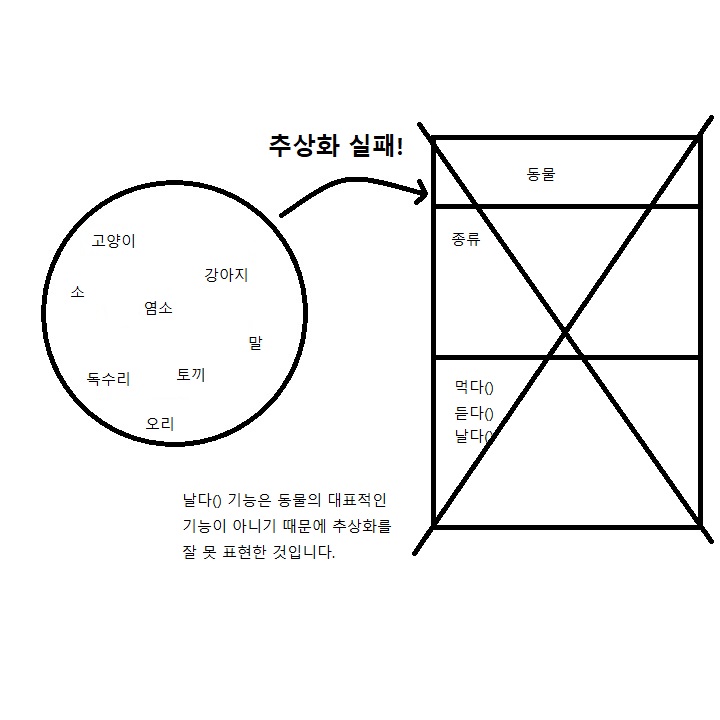 추상화 실패!
동물
종류
고양이
강아지
소
염소
말
독수리
토끼
오리
먹다()
듣다()
날다()
날다() 기능은 동물의 대표적인
기능이 아니기 때문에 추상화를
잘 못 표현한 것입니다.